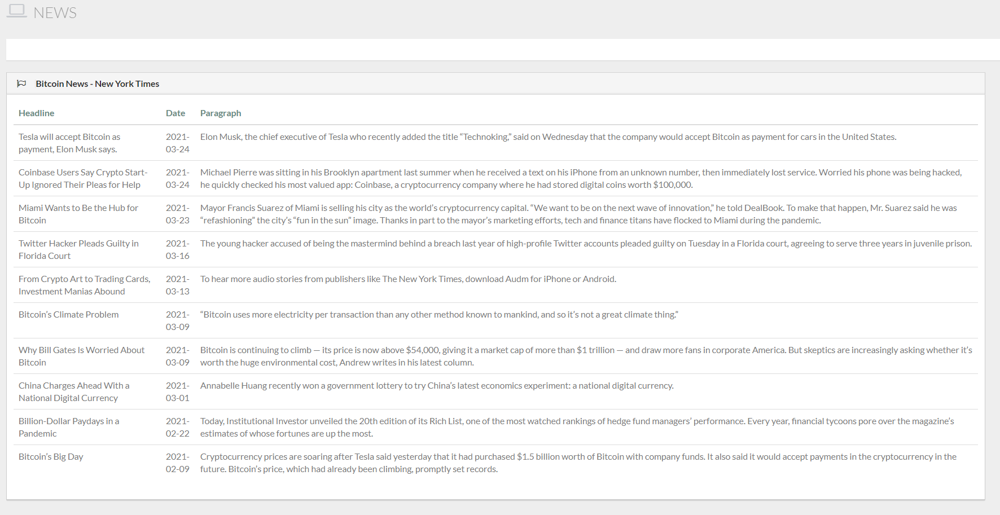 NEWS
Bitcoin News - New York Times
Headline Date Paragraph
Tesla will accept Bitcoin as
payment, Elon Musk says.
2021-
03-24
Elon Musk, the chief executive of Tesla who recently added the title “Technoking,” said on Wednesday that the company would accept Bitcoin as payment for cars in the United States.
Coinbase Users Say Crypto Start-
Up Ignored Their Pleas for Help
2021-
03-24
Michael Pierre was sitting in his Brooklyn apartment last summer when he received a text on his iPhone from an unknown number, then immediately lost service. Worried his phone was being hacked,
he quickly checked his most valued app: Coinbase, a cryptocurrency company where he had stored digital coins worth $100,000.
Miami Wants to Be the Hub for
Bitcoin
2021-
03-23
Mayor Francis Suarez of Miami is selling his city as the world’s cryptocurrency capital. “We want to be on the next wave of innovation,” he told DealBook. To make that happen, Mr. Suarez said he was
“refashioning” the city’s “fun in the sun” image. Thanks in part to the mayor’s marketing efforts, tech and finance titans have flocked to Miami during the pandemic.
Twitter Hacker Pleads Guilty in
Florida Court
2021-
03-16
The young hacker accused of being the mastermind behind a breach last year of high-profile Twitter accounts pleaded guilty on Tuesday in a Florida court, agreeing to serve three years in juvenile prison.
From Crypto Art to Trading Cards,
Investment Manias Abound
2021-
03-13
To hear more audio stories from publishers like The New York Times, download Audm for iPhone or Android.
Bitcoin’s Climate Problem
2021-
03-09
“Bitcoin uses more electricity per transaction than any other method known to mankind, and so it’s not a great climate thing.”
Why Bill Gates Is Worried About
Bitcoin
2021-
03-09
Bitcoin is continuing to climb — its price is now above $54,000, giving it a market cap of more than $1 trillion — and draw more fans in corporate America. But skeptics are increasingly asking whether it’s
worth the huge environmental cost, Andrew writes in his latest column.
China Charges Ahead With a
National Digital Currency
2021-
03-01
Annabelle Huang recently won a government lottery to try China’s latest economics experiment: a national digital currency.
Billion-Dollar Paydays in a
Pandemic
2021-
02-22
Today, Institutional Investor unveiled the 20th edition of its Rich List, one of the most watched rankings of hedge fund managers’ performance. Every year, financial tycoons pore over the magazine’s
estimates of whose fortunes are up the most.
Bitcoin’s Big Day
2021-
02-09
Cryptocurrency prices are soaring after Tesla said yesterday that it had purchased $1.5 billion worth of Bitcoin with company funds. It also said it would accept payments in the cryptocurrency in the
future. Bitcoin’s price, which had already been climbing, promptly set records.